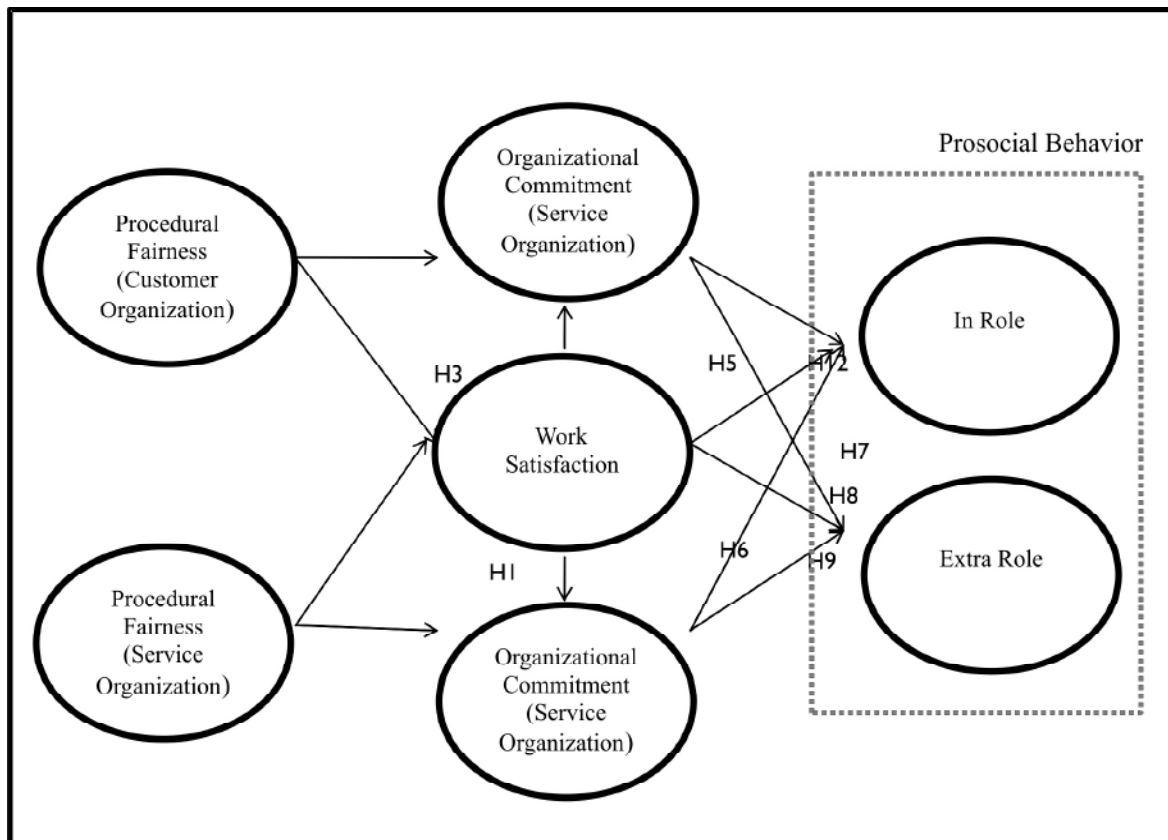 Prosocial Behavior
Procedural
Fairness
(Customer
Organization)
Organizational
Commitment
(Service
Organization)
In Role
H3
H5
H12
Work
Satisfaction
H7
H8
H1
H6
H9
Procedural
Fairness
(Service
Organization)
Organizational
Commitment
(Service
Organization)
Extra Role